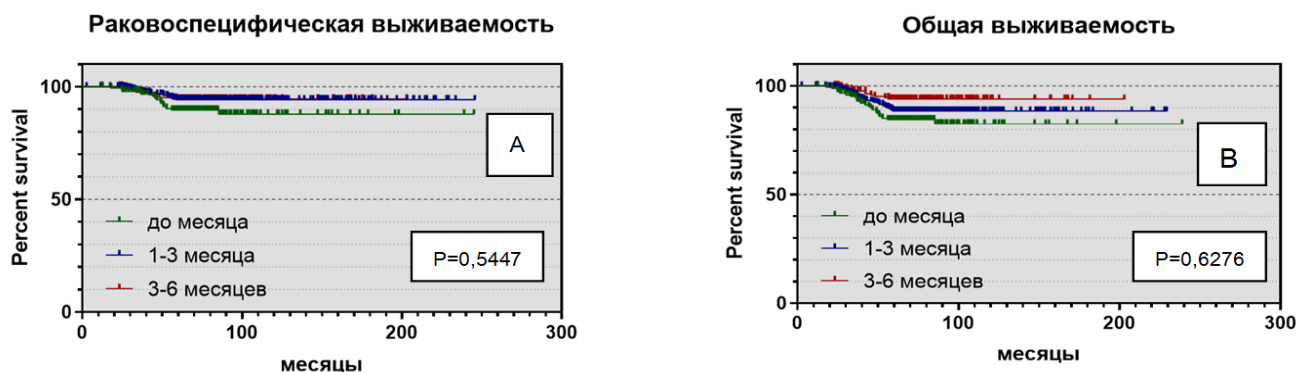 Раковоспецифическая выживаемость
Percent survival
100
50
0
A
до месяца
1-3 месяца
3-6 месяцев
P=0,5447
0
100
200
300
месяцы
Общая выживаемость
Percent survival
100
50
0
B
до месяца
1-3 месяца
3-6 месяцев
P=0,6276
0
100
200
300
месяцы